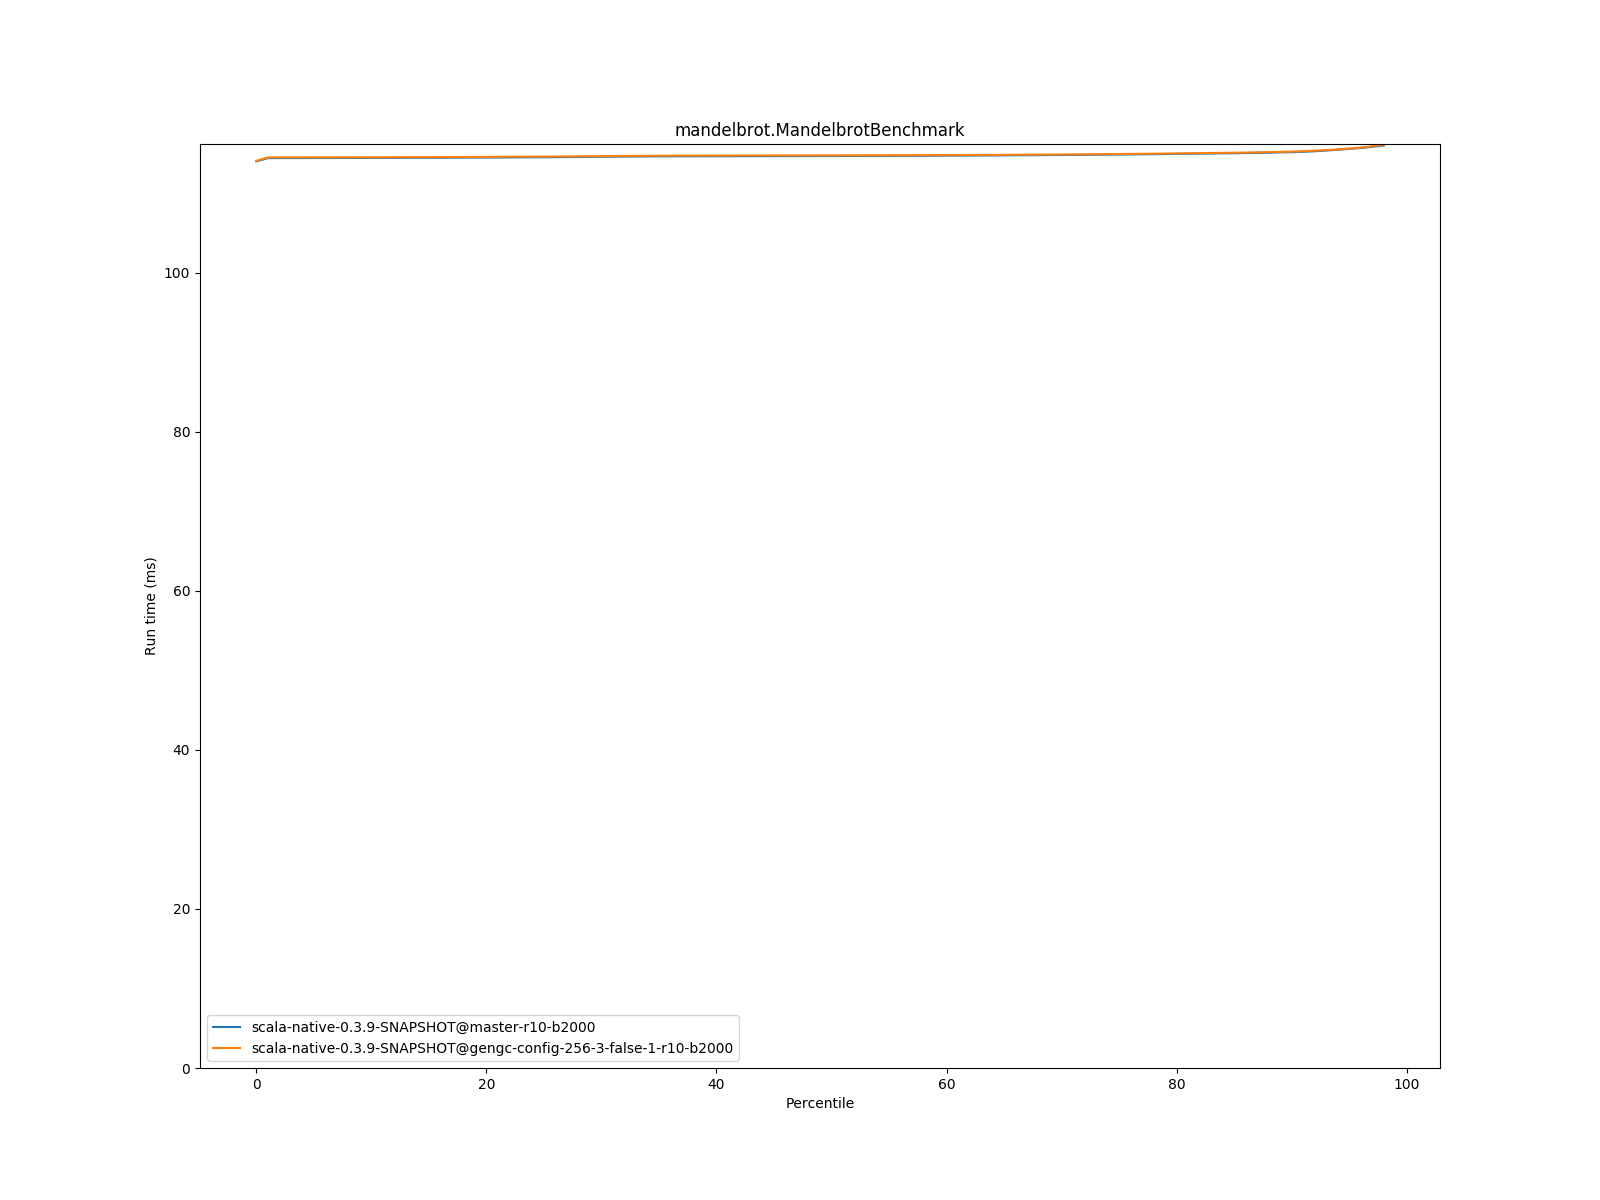 mandelbrot.MandelbrotBenchmark
100
80
60
40
20
0
Run time (ms)
scala-native-0.3.9-SNAPSHOT@master-r10-b2000
scala-native-0.3.9-SNAPSHOT@gengc-config-256-3-false-1-r10-b2000
0 20 40 60 80 100
Percentile